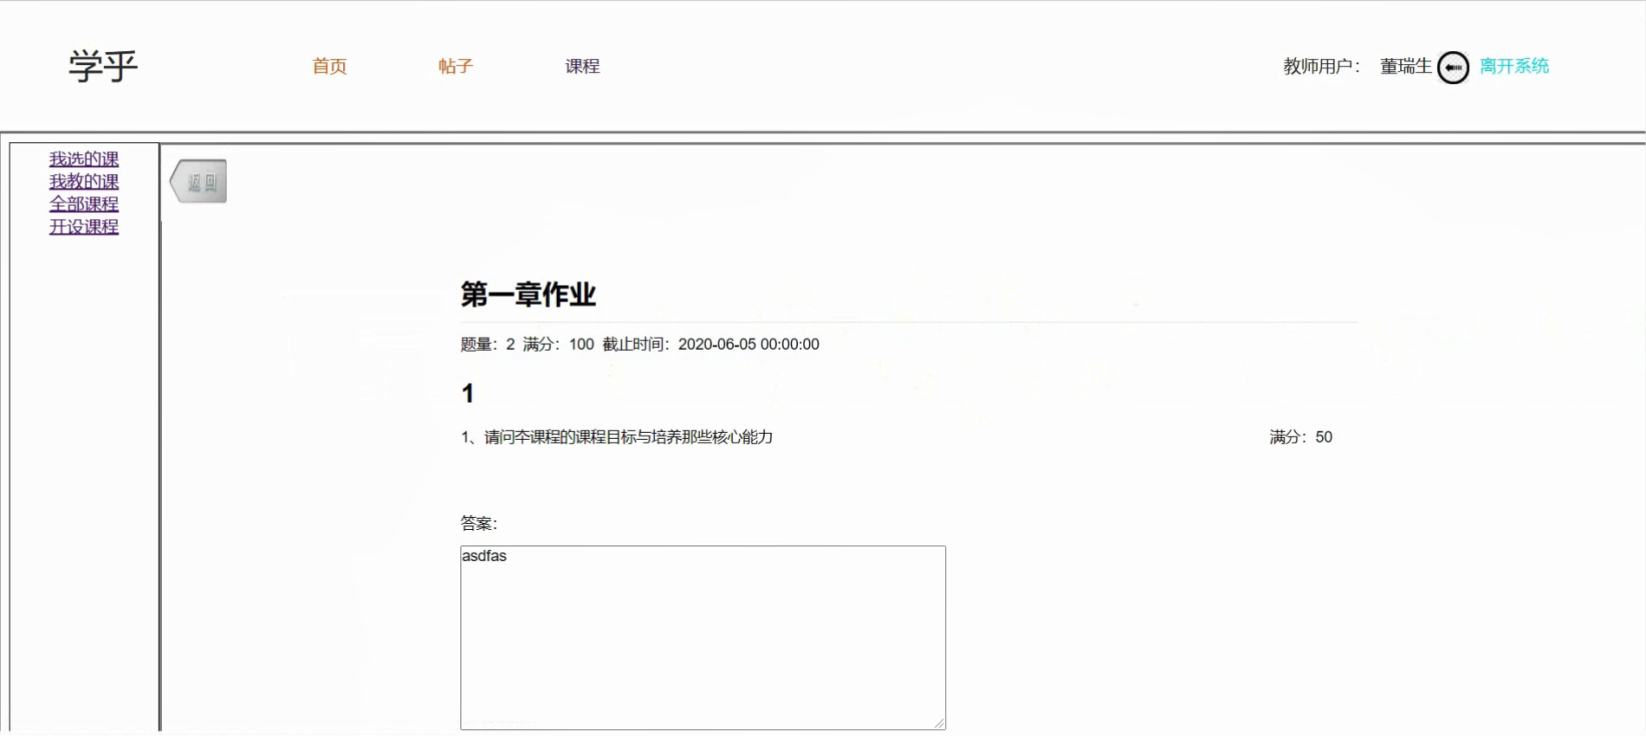 学乎
首页 帖子 课程
教师用户： 董瑞生 离开系统
我选的课
我教的课
全部课程
开设课程
返回
第一章作业
题量：2 满分：100 截止时间：2020-06-05 00:00:00
1
1、请问夲课程的课程目标与培养那些核心能力 满分：50
答案：
asdfas